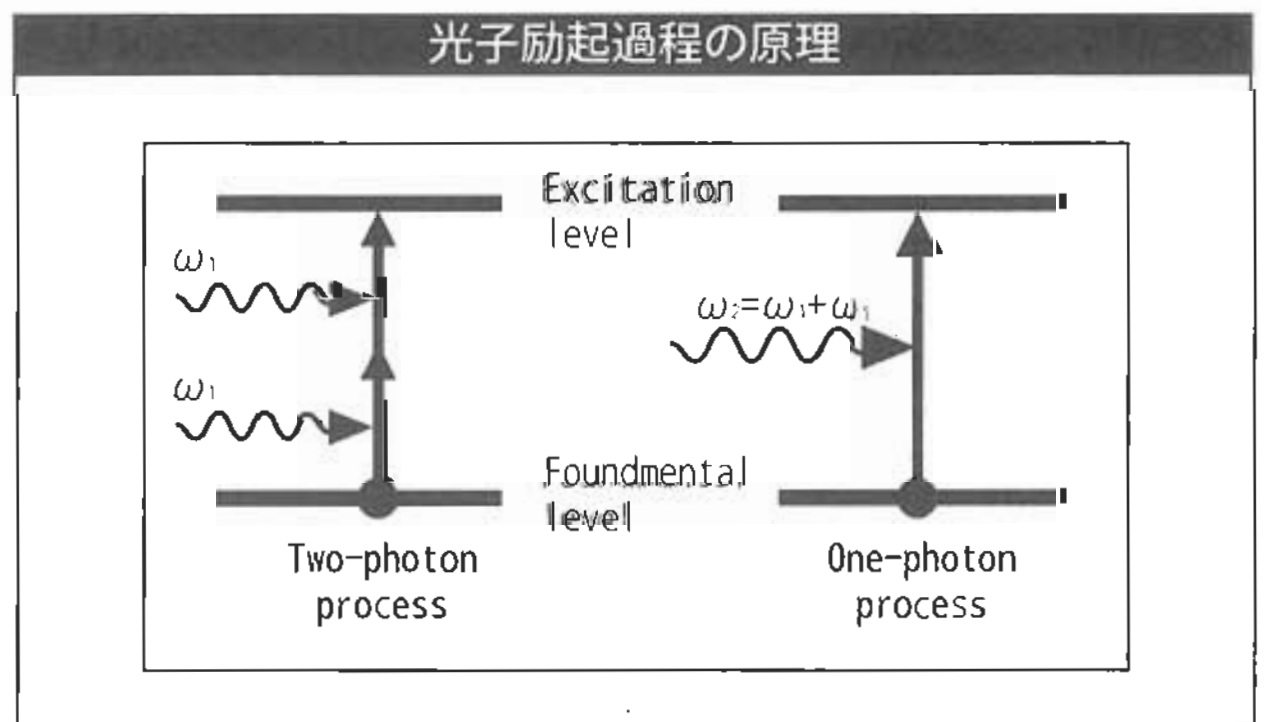 光子励起過程の原理
Excitation
level
ω₁
ω₂=ω₁+ω₁
ω₁
Foundmental
level
Two-photon
process
One-photon
process